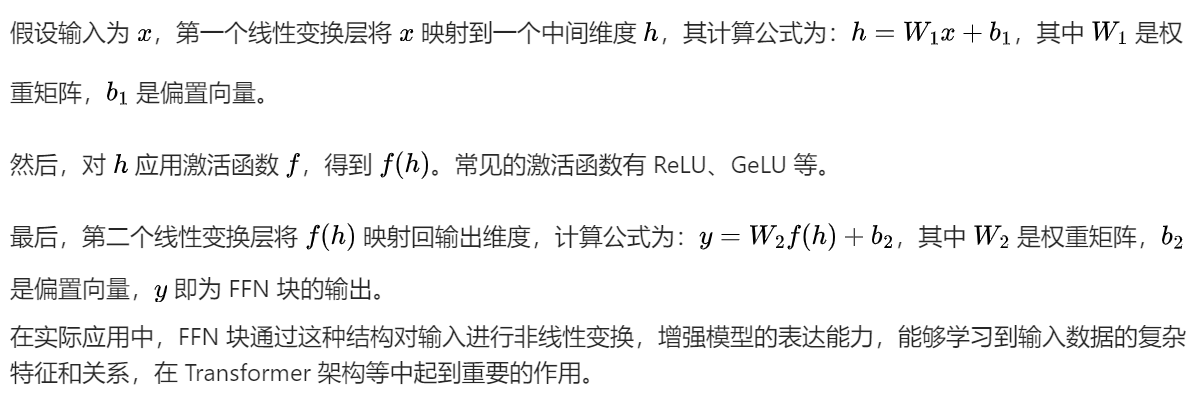 假设输入为 x，第一个线性变换层将 x 映射到一个中间维度 h，其计算公式为：h = W₁x + b₁，其中 W₁ 是权
重矩阵，b₁ 是偏置向量。
然后，对 h 应用激活函数 f，得到 f(h)。常见的激活函数有 ReLU、GeLU 等。
最后，第二个线性变换层将 f(h) 映射回输出维度，计算公式为：y = W₂f(h) + b₂，其中 W₂ 是权重矩阵，b₂
是偏置向量，y 即为 FFN 块的输出。
在实际应用中，FFN 块通过这种结构对输入进行非线性变换，增强模型的表达能力，能够学习到输入数据的复杂
特征和关系，在 Transformer 架构等中起到重要的作用。